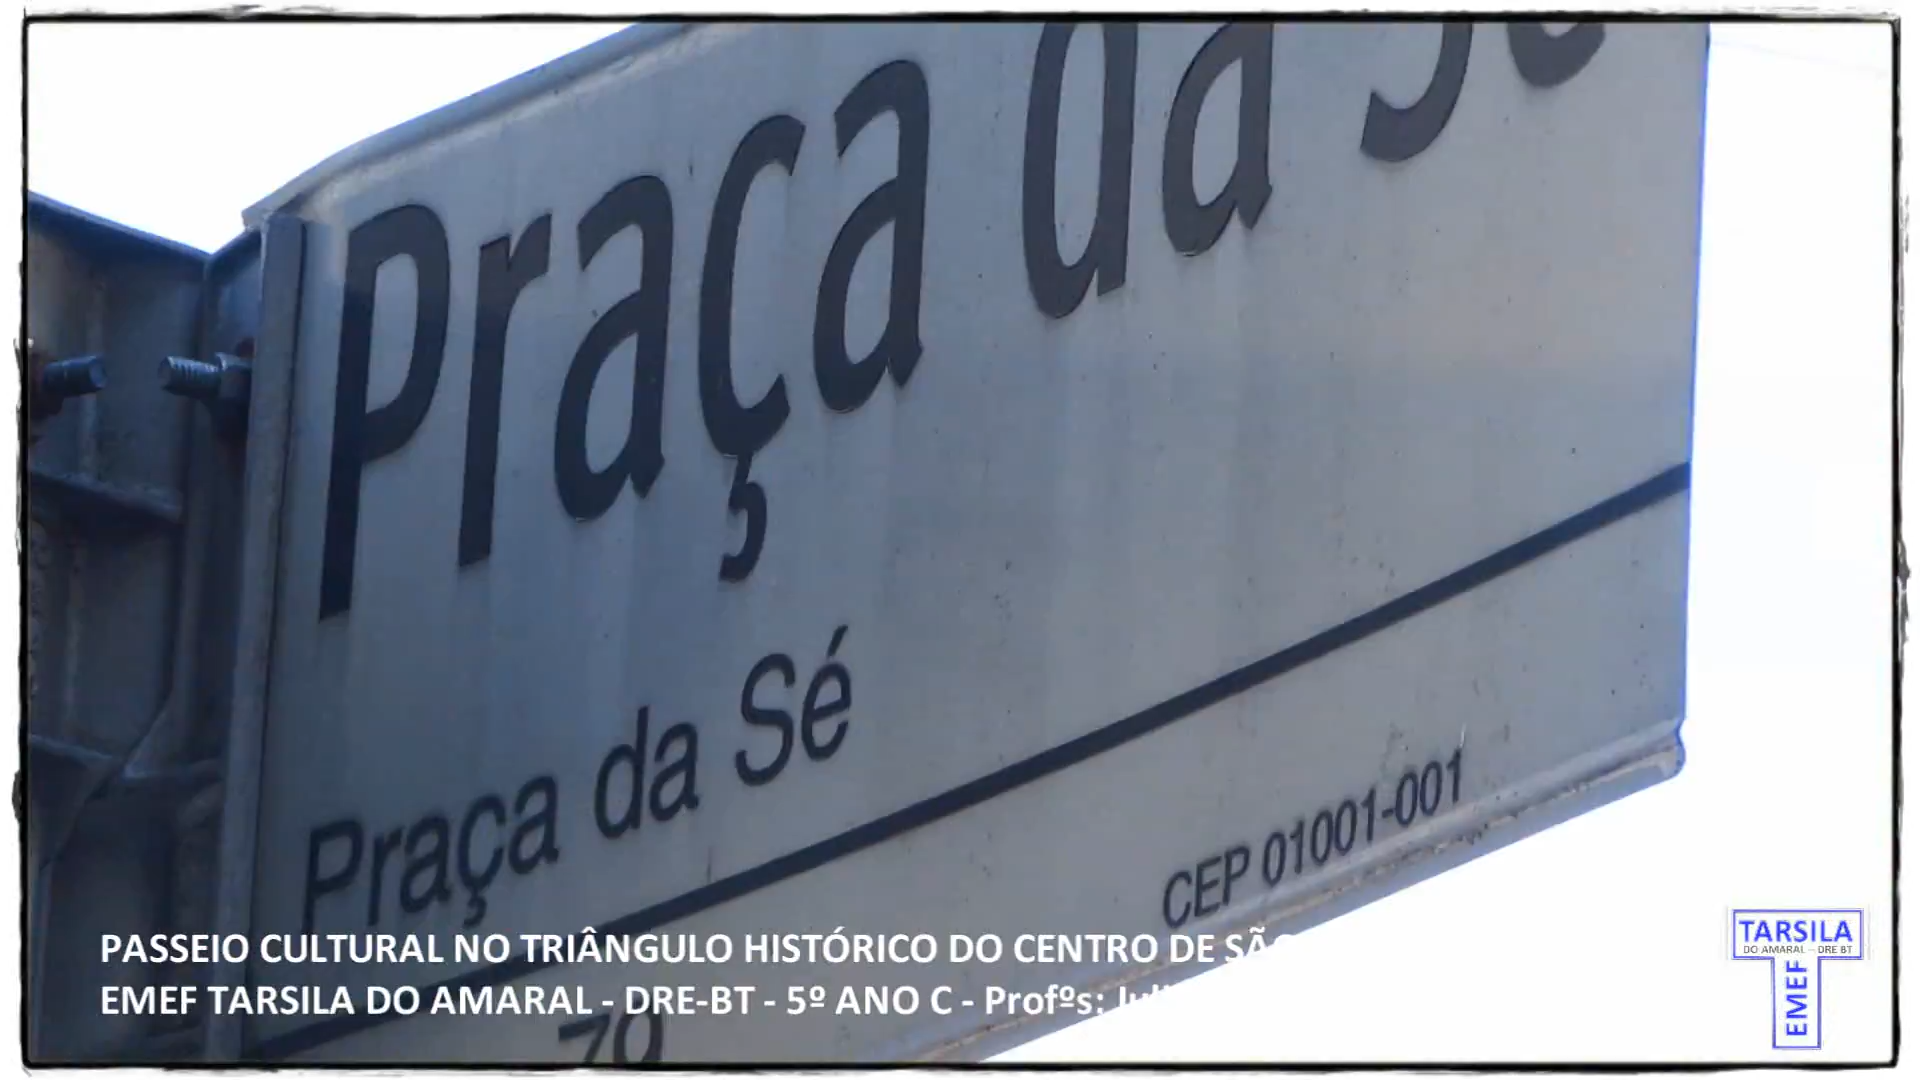 Praça da Sé
Praça da Sé
CEP 01001-001
70
PASSEIO CULTURAL NO TRIÂNGULO HISTÓRICO DO CENTRO DE
EMEF TARSILA DO AMARAL - DRE-BT - 5º ANO C - Profºs:
TARSILA
DO AMARAL - DRE BT
EMEF